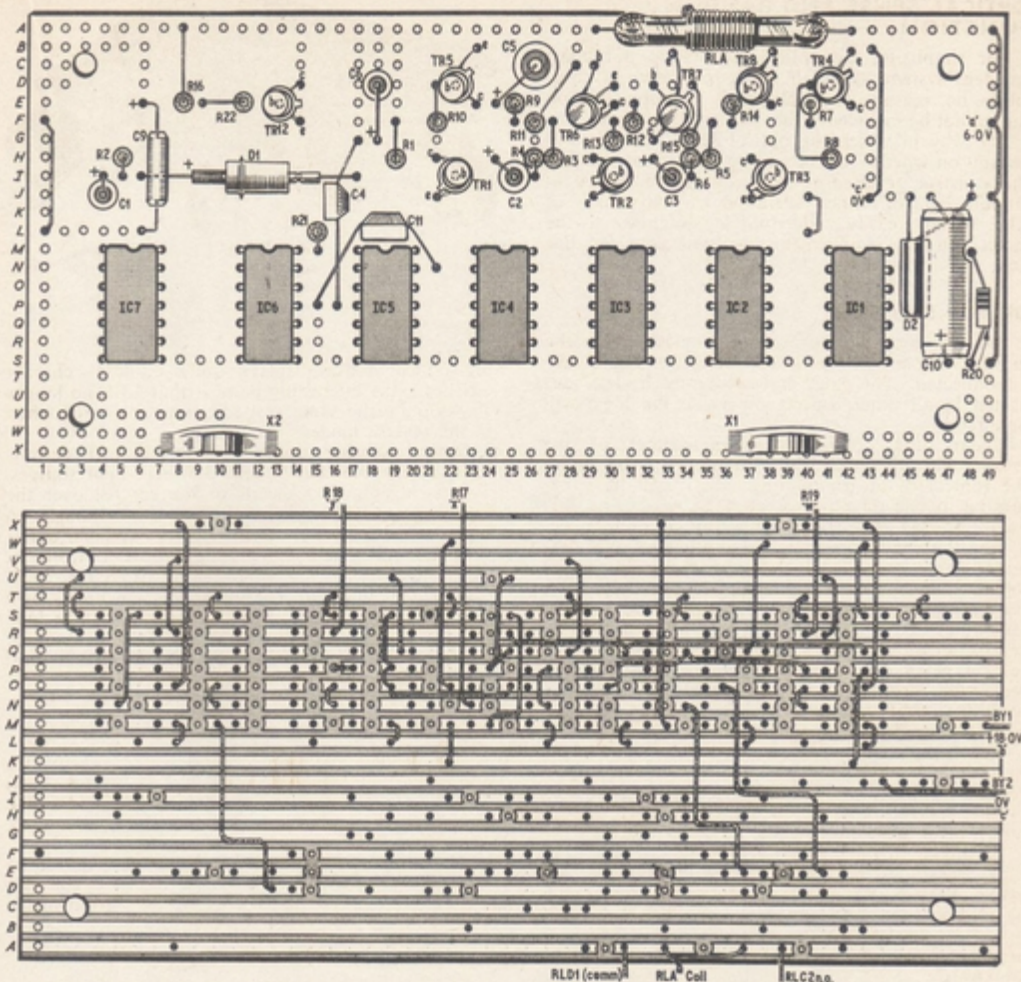 A
B
C
D
E
F
G
H
I
J
K
L
M
N
O
P
Q
R
S
T
U
V
W
X
RLA
C5
TR5
TR7
TR8
TR4
R16
R22
TR12
R10
R9
R11
TR6
R12
R13
R15
R14
R7
"a"
6-0V
C9
R2
D1
R1
R4
R3
R5
R6
R8
C1
C4
TR1
C2
TR2
C3
TR3
"c"
0V
R21
C11
IC7
IC6
IC5
IC4
IC3
IC2
IC1
D2
C10
R20
X2
X1
1 2 3 4 5 6 7 8 9 10 11 12 13 14 15 16 17 18 19 20 21 22 23 24 25 26 27 28 29 30 31 32 33 34 35 36 37 38 39 40 41 42 43 44 45 46 47 48 49
R18
"y"
R17
"x"
R19
X
W
V
U
T
S
R
Q
P
O
N
M
L
K
J
I
H
G
F
E
D
C
B
A
BY1
+18·0V
BY2
0V
"c"
RLD1 (comm)
RLA Coil
RLC2 n.o.